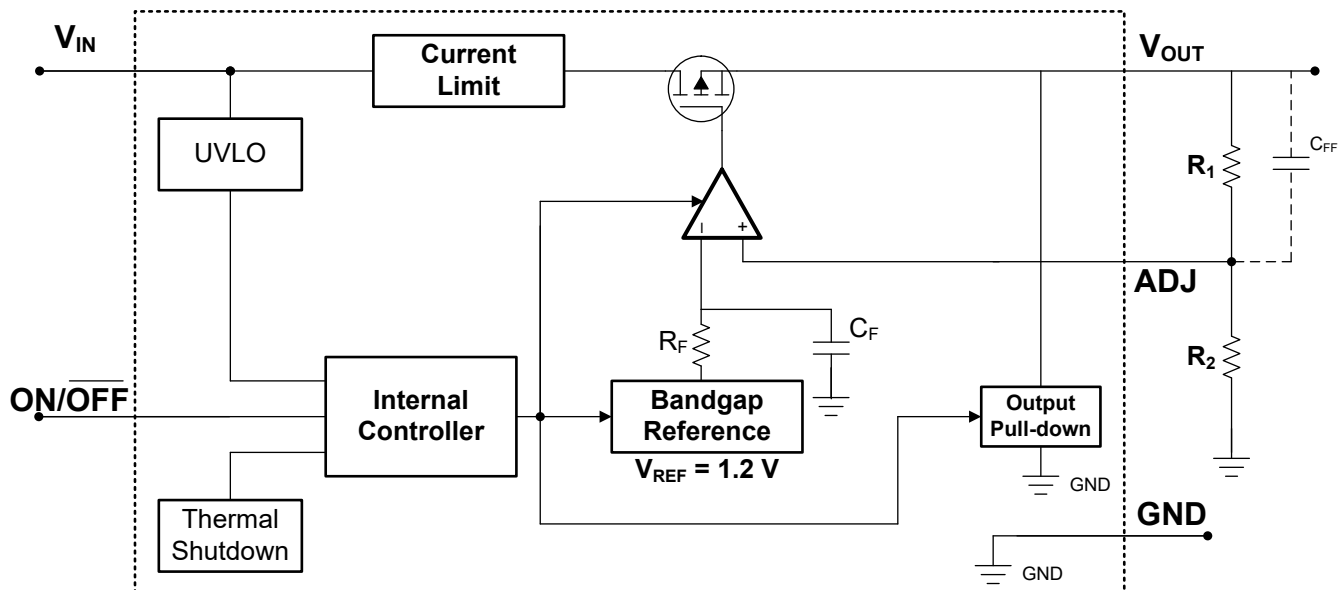 V_IN
Current
Limit
V_OUT
UVLO
R_1
C_FF
− +
ADJ
R_F
C_F
R_2
ON/O̅F̅F̅
Internal
Controller
Bandgap
Reference
V_REF = 1.2 V
Output
Pull-down
GND
Thermal
Shutdown
GND
GND